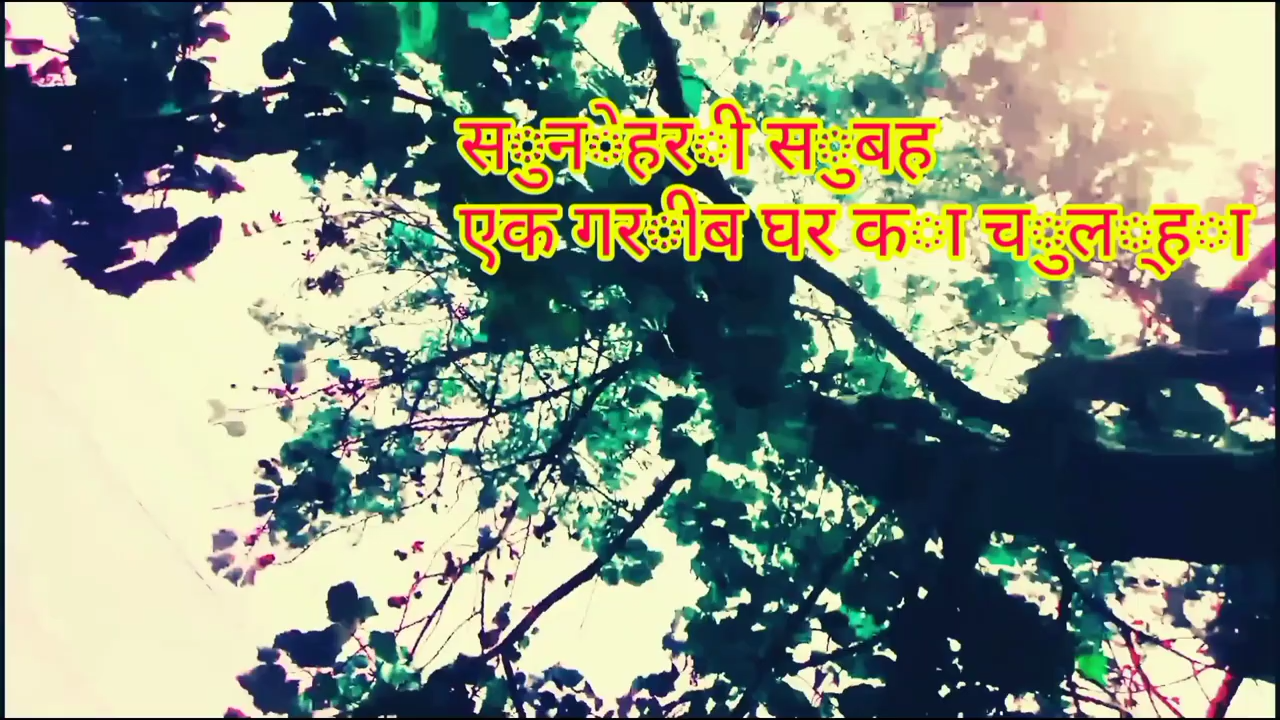 सुनेहरी सुबह
एक गरीब घर का चुल्हा